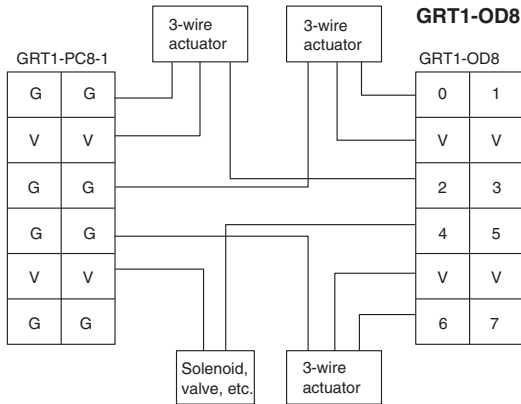 GRT1-OD8
3-wire
actuator
3-wire
actuator
GRT1-PC8-1
GRT1-OD8
G G
V V
G G
G G
V V
G G
0 1
V V
2 3
4 5
V V
6 7
Solenoid,
valve, etc.
3-wire
actuator